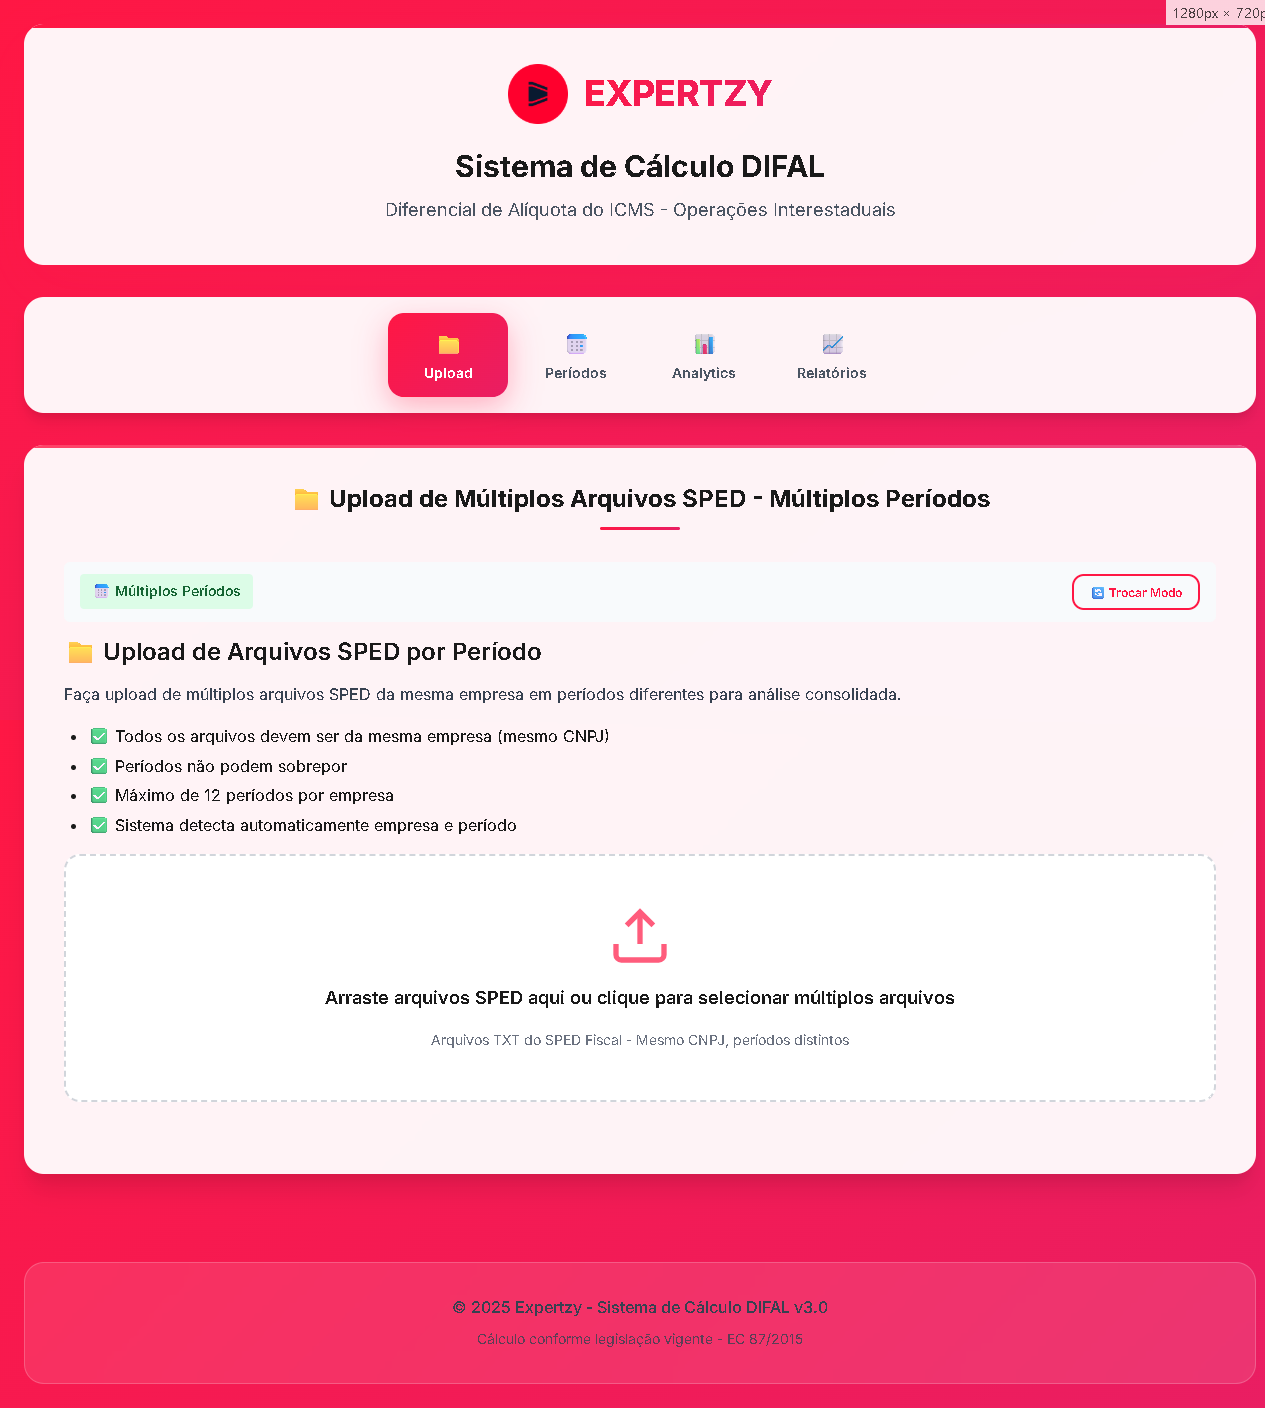 1280px × 720p
EXPERTZY
Sistema de Cálculo DIFAL
Diferencial de Alíquota do ICMS - Operações Interestaduais
Upload
Períodos
Analytics
Relatórios
Upload de Múltiplos Arquivos SPED - Múltiplos Períodos
Múltiplos Períodos
Trocar Modo
Upload de Arquivos SPED por Período
Faça upload de múltiplos arquivos SPED da mesma empresa em períodos diferentes para análise consolidada.
• ✅ Todos os arquivos devem ser da mesma empresa (mesmo CNPJ)
• ✅ Períodos não podem sobrepor
• ✅ Máximo de 12 períodos por empresa
• ✅ Sistema detecta automaticamente empresa e período
Arraste arquivos SPED aqui ou clique para selecionar múltiplos arquivos
Arquivos TXT do SPED Fiscal - Mesmo CNPJ, períodos distintos
© 2025 Expertzy - Sistema de Cálculo DIFAL v3.0
Cálculo conforme legislação vigente - EC 87/2015